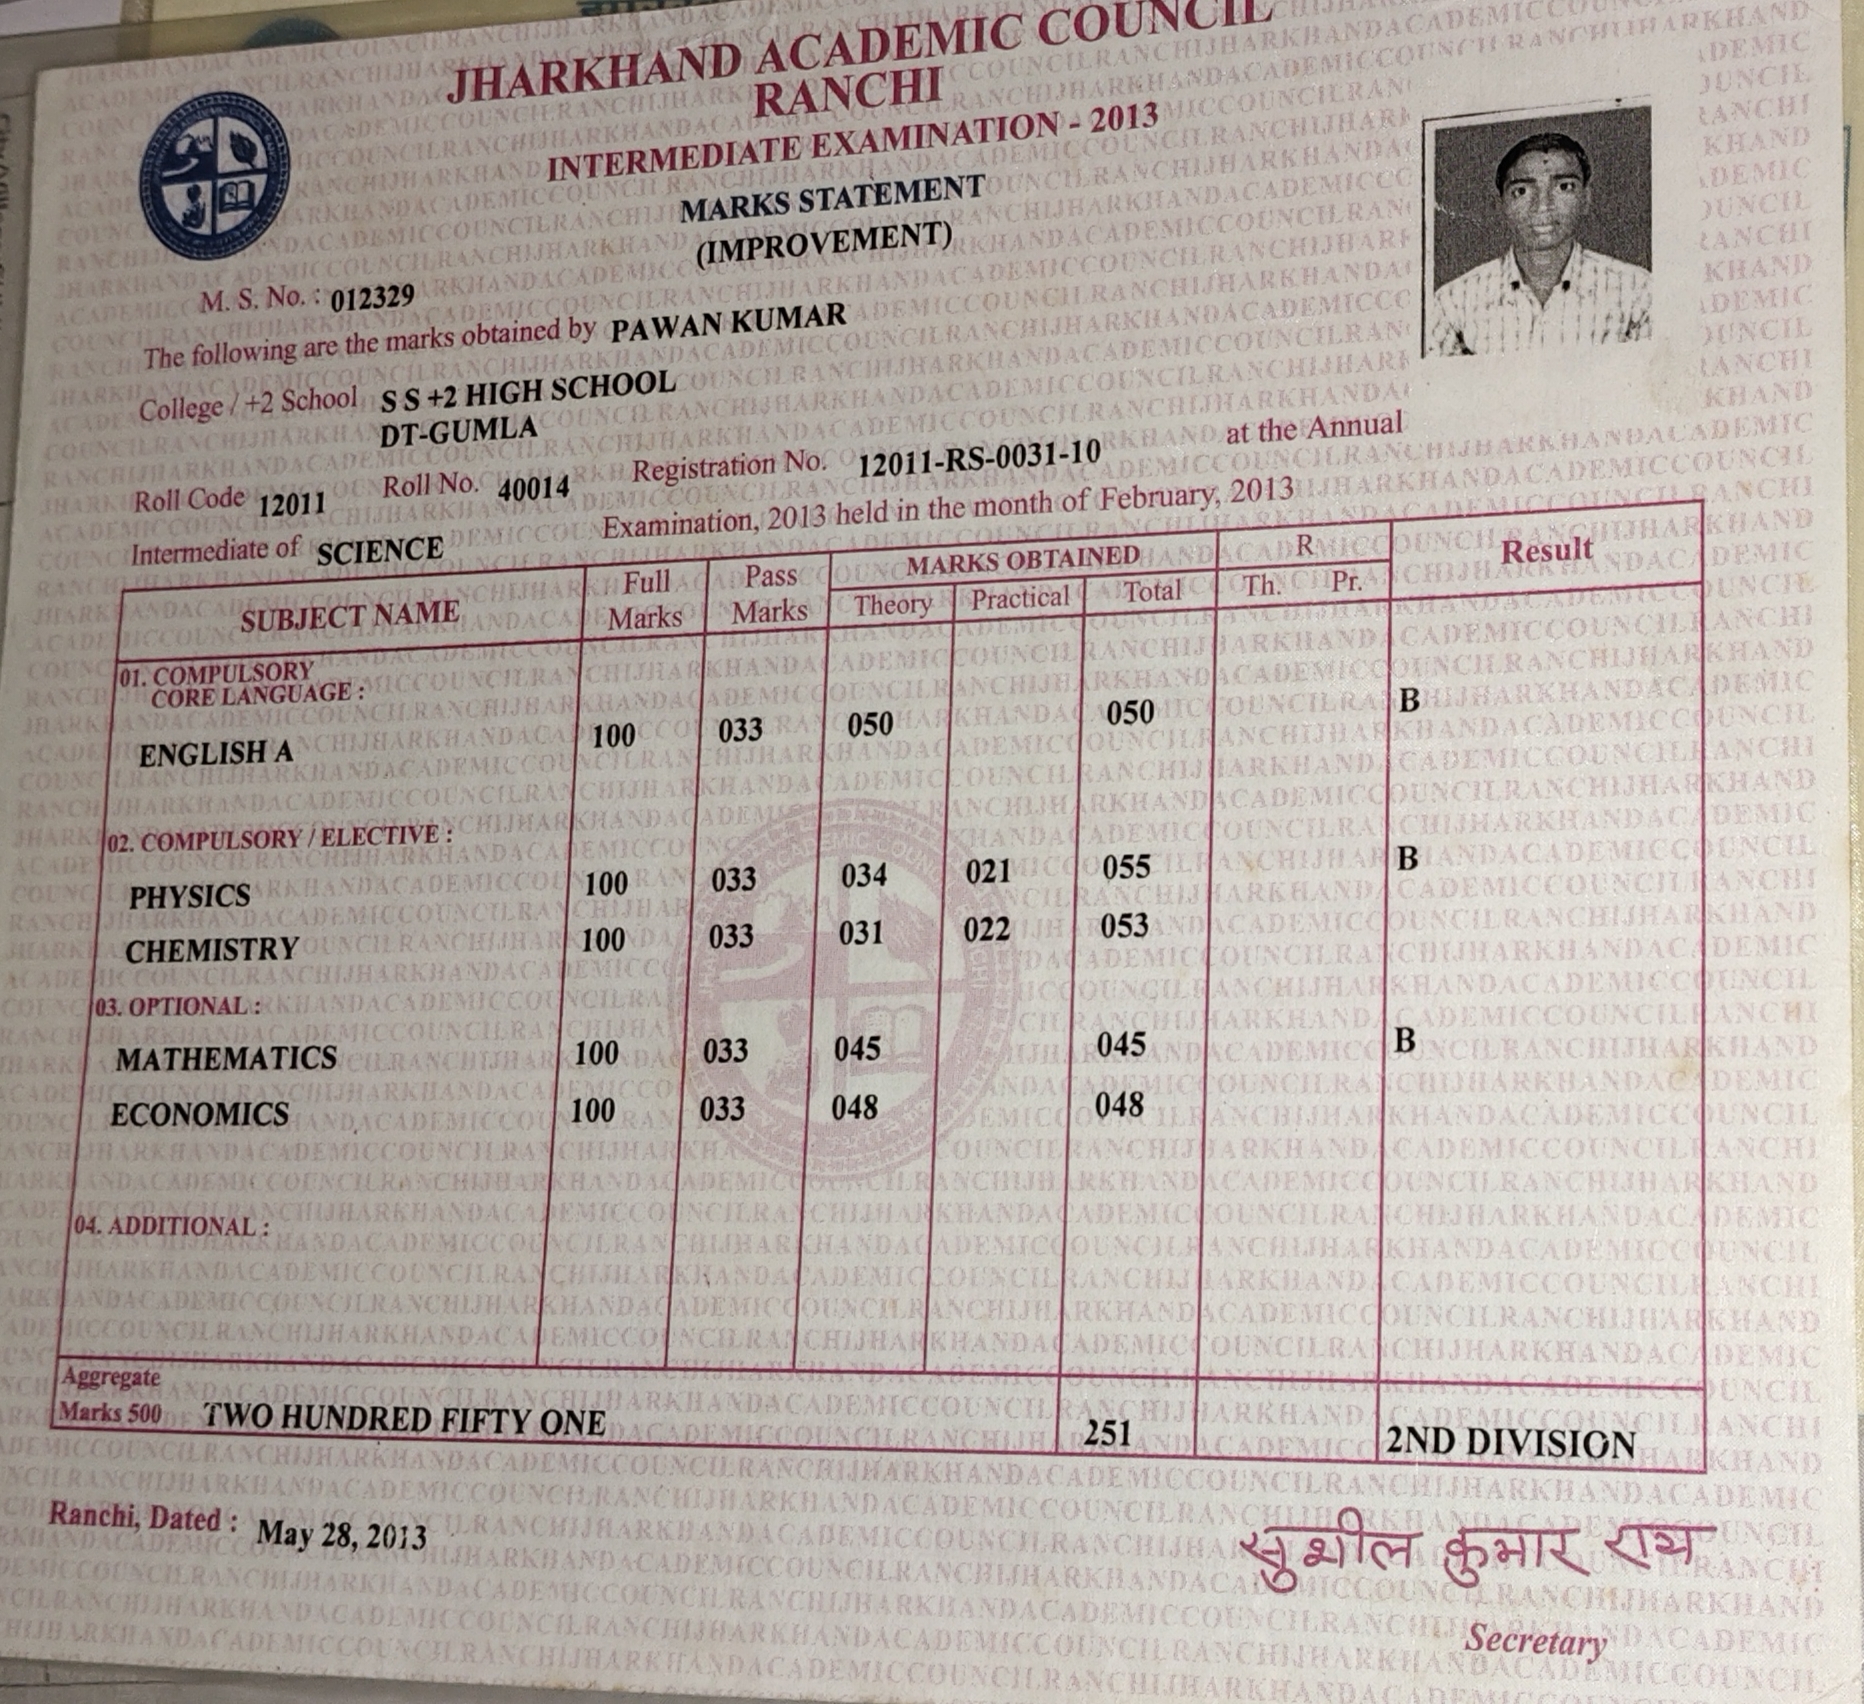 JHARKHAND ACADEMIC COUNCIL
RANCHI
INTERMEDIATE EXAMINATION - 2013
MARKS STATEMENT
(IMPROVEMENT)
M. S. No. : 012329
The following are the marks obtained by PAWAN KUMAR
College / +2 School S S +2 HIGH SCHOOL
DT-GUMLA
Roll Code 12011 Roll No. 40014 Registration No. 12011-RS-0031-10 at the Annual
Intermediate of SCIENCE Examination, 2013 held in the month of February, 2013
SUBJECT NAME Full Marks Pass Marks MARKS OBTAINED R Result
Theory Practical Total Th. Pr.
01. COMPULSORY
CORE LANGUAGE :
ENGLISH A 100 033 050 050 B
02. COMPULSORY / ELECTIVE :
PHYSICS 100 033 034 021 055 B
CHEMISTRY 100 033 031 022 053
03. OPTIONAL :
MATHEMATICS 100 033 045 045 B
ECONOMICS 100 033 048 048
04. ADDITIONAL :
Aggregate
Marks 500 TWO HUNDRED FIFTY ONE 251 2ND DIVISION
Ranchi, Dated : May 28, 2013
सुशील कुमार राय
Secretary